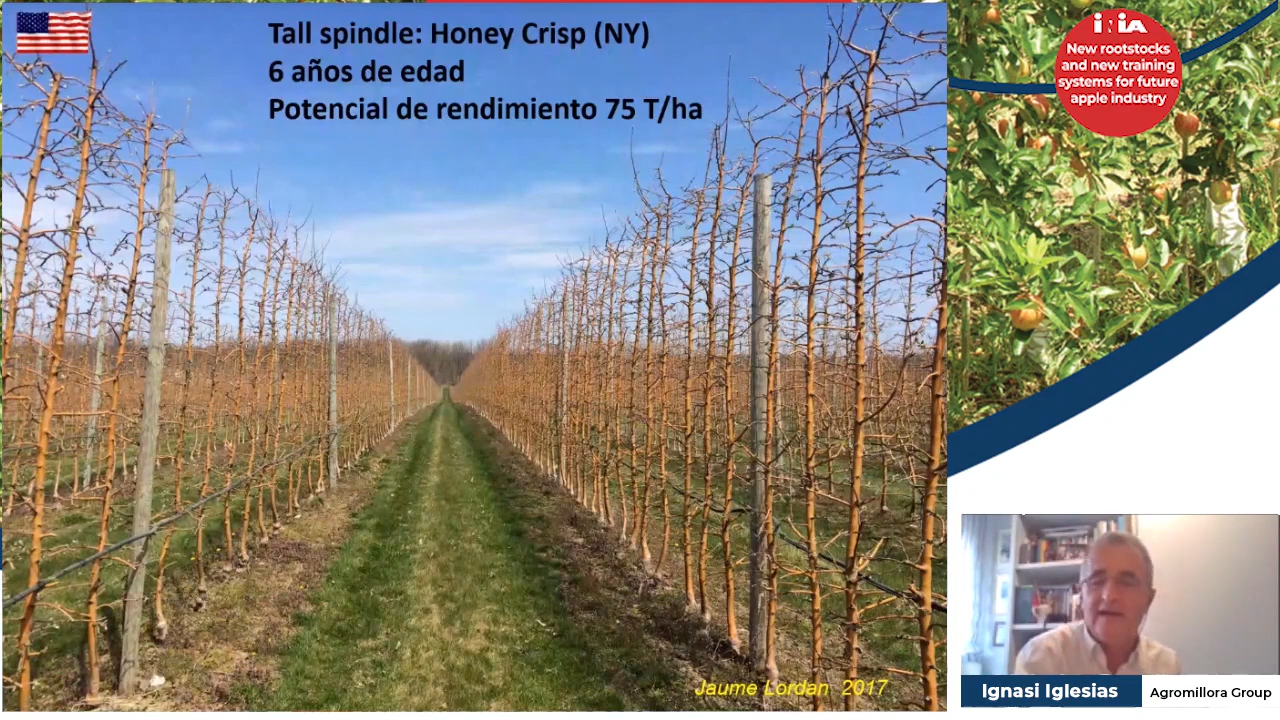 Tall spindle: Honey Crisp (NY)
6 años de edad
Potencial de rendimiento 75 T/ha
Jaume Lordan 2017
INIA
New rootstocks
and new training
systems for future
apple industry
Ignasi Iglesias
Agromillora Group